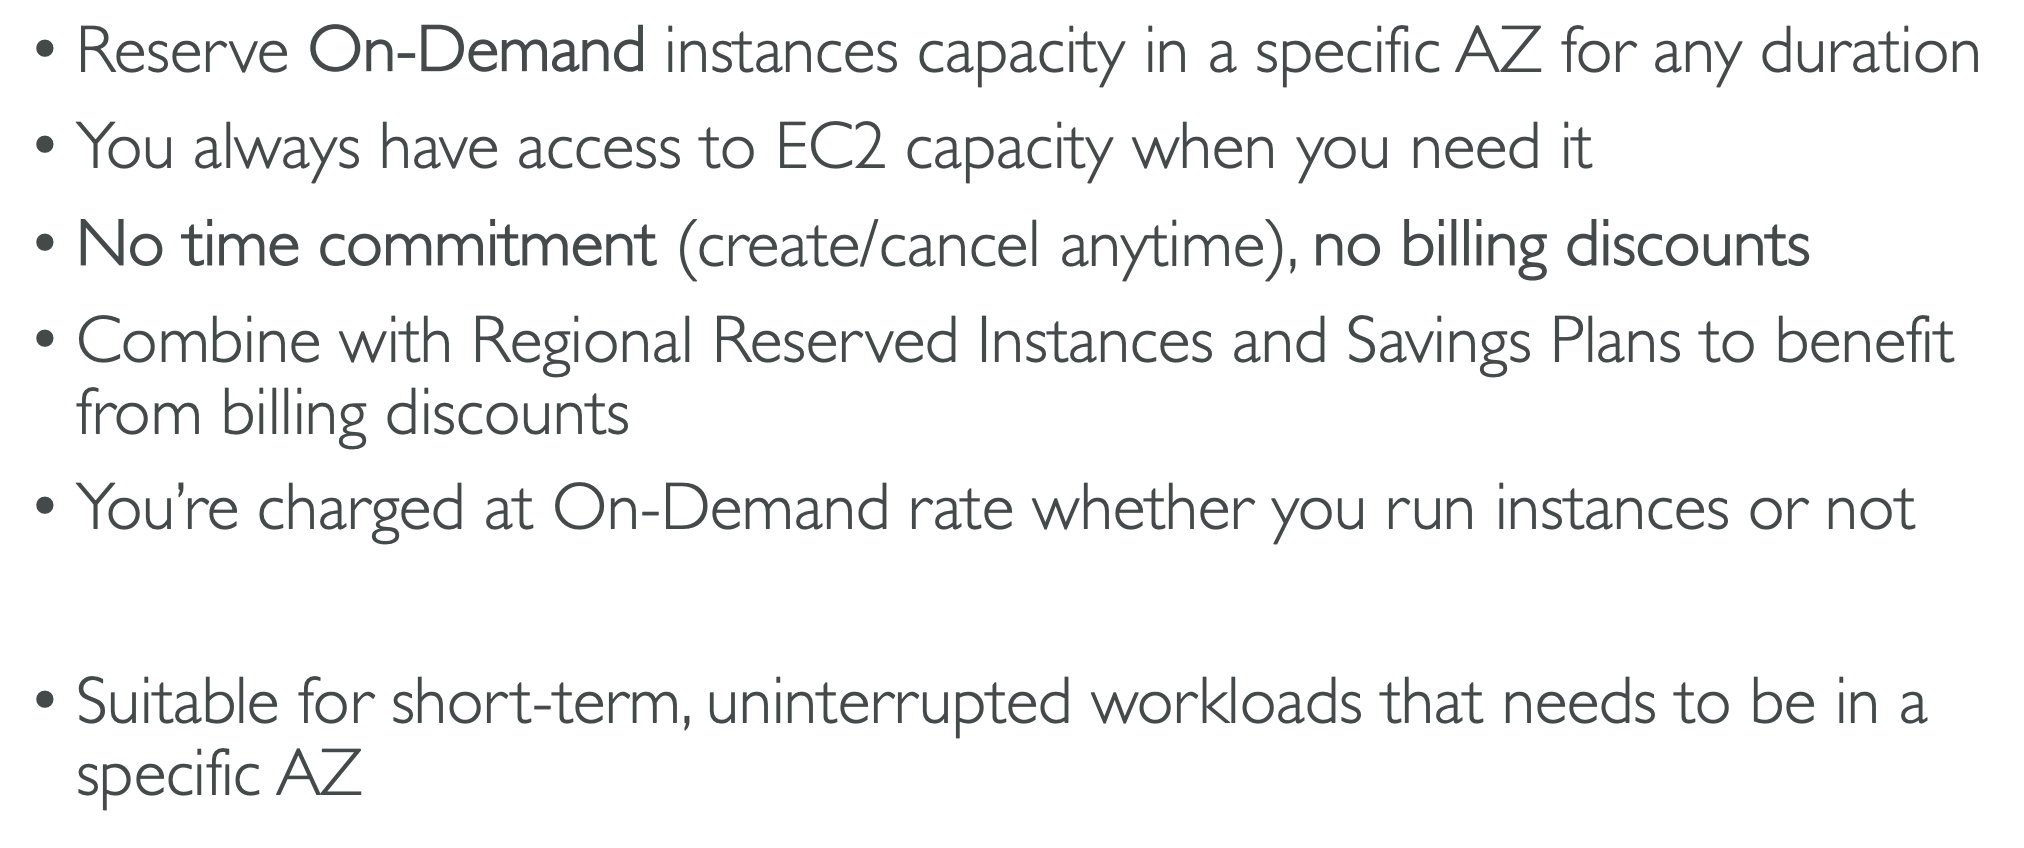 • Reserve On-Demand instances capacity in a specific AZ for any duration
• You always have access to EC2 capacity when you need it
• No time commitment (create/cancel anytime), no billing discounts
• Combine with Regional Reserved Instances and Savings Plans to benefit
from billing discounts
• You’re charged at On-Demand rate whether you run instances or not
• Suitable for short-term, uninterrupted workloads that needs to be in a
specific AZ